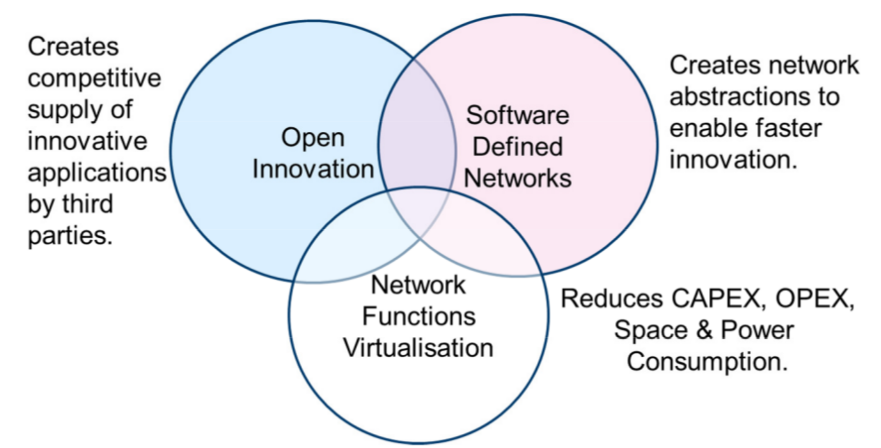 Creates
competitive
supply of
innovative
applications
by third
parties.
Open
Innovation
Software
Defined
Networks
Creates network
abstractions to
enable faster
innovation.
Network
Functions
Virtualisation
Reduces CAPEX, OPEX,
Space & Power
Consumption.